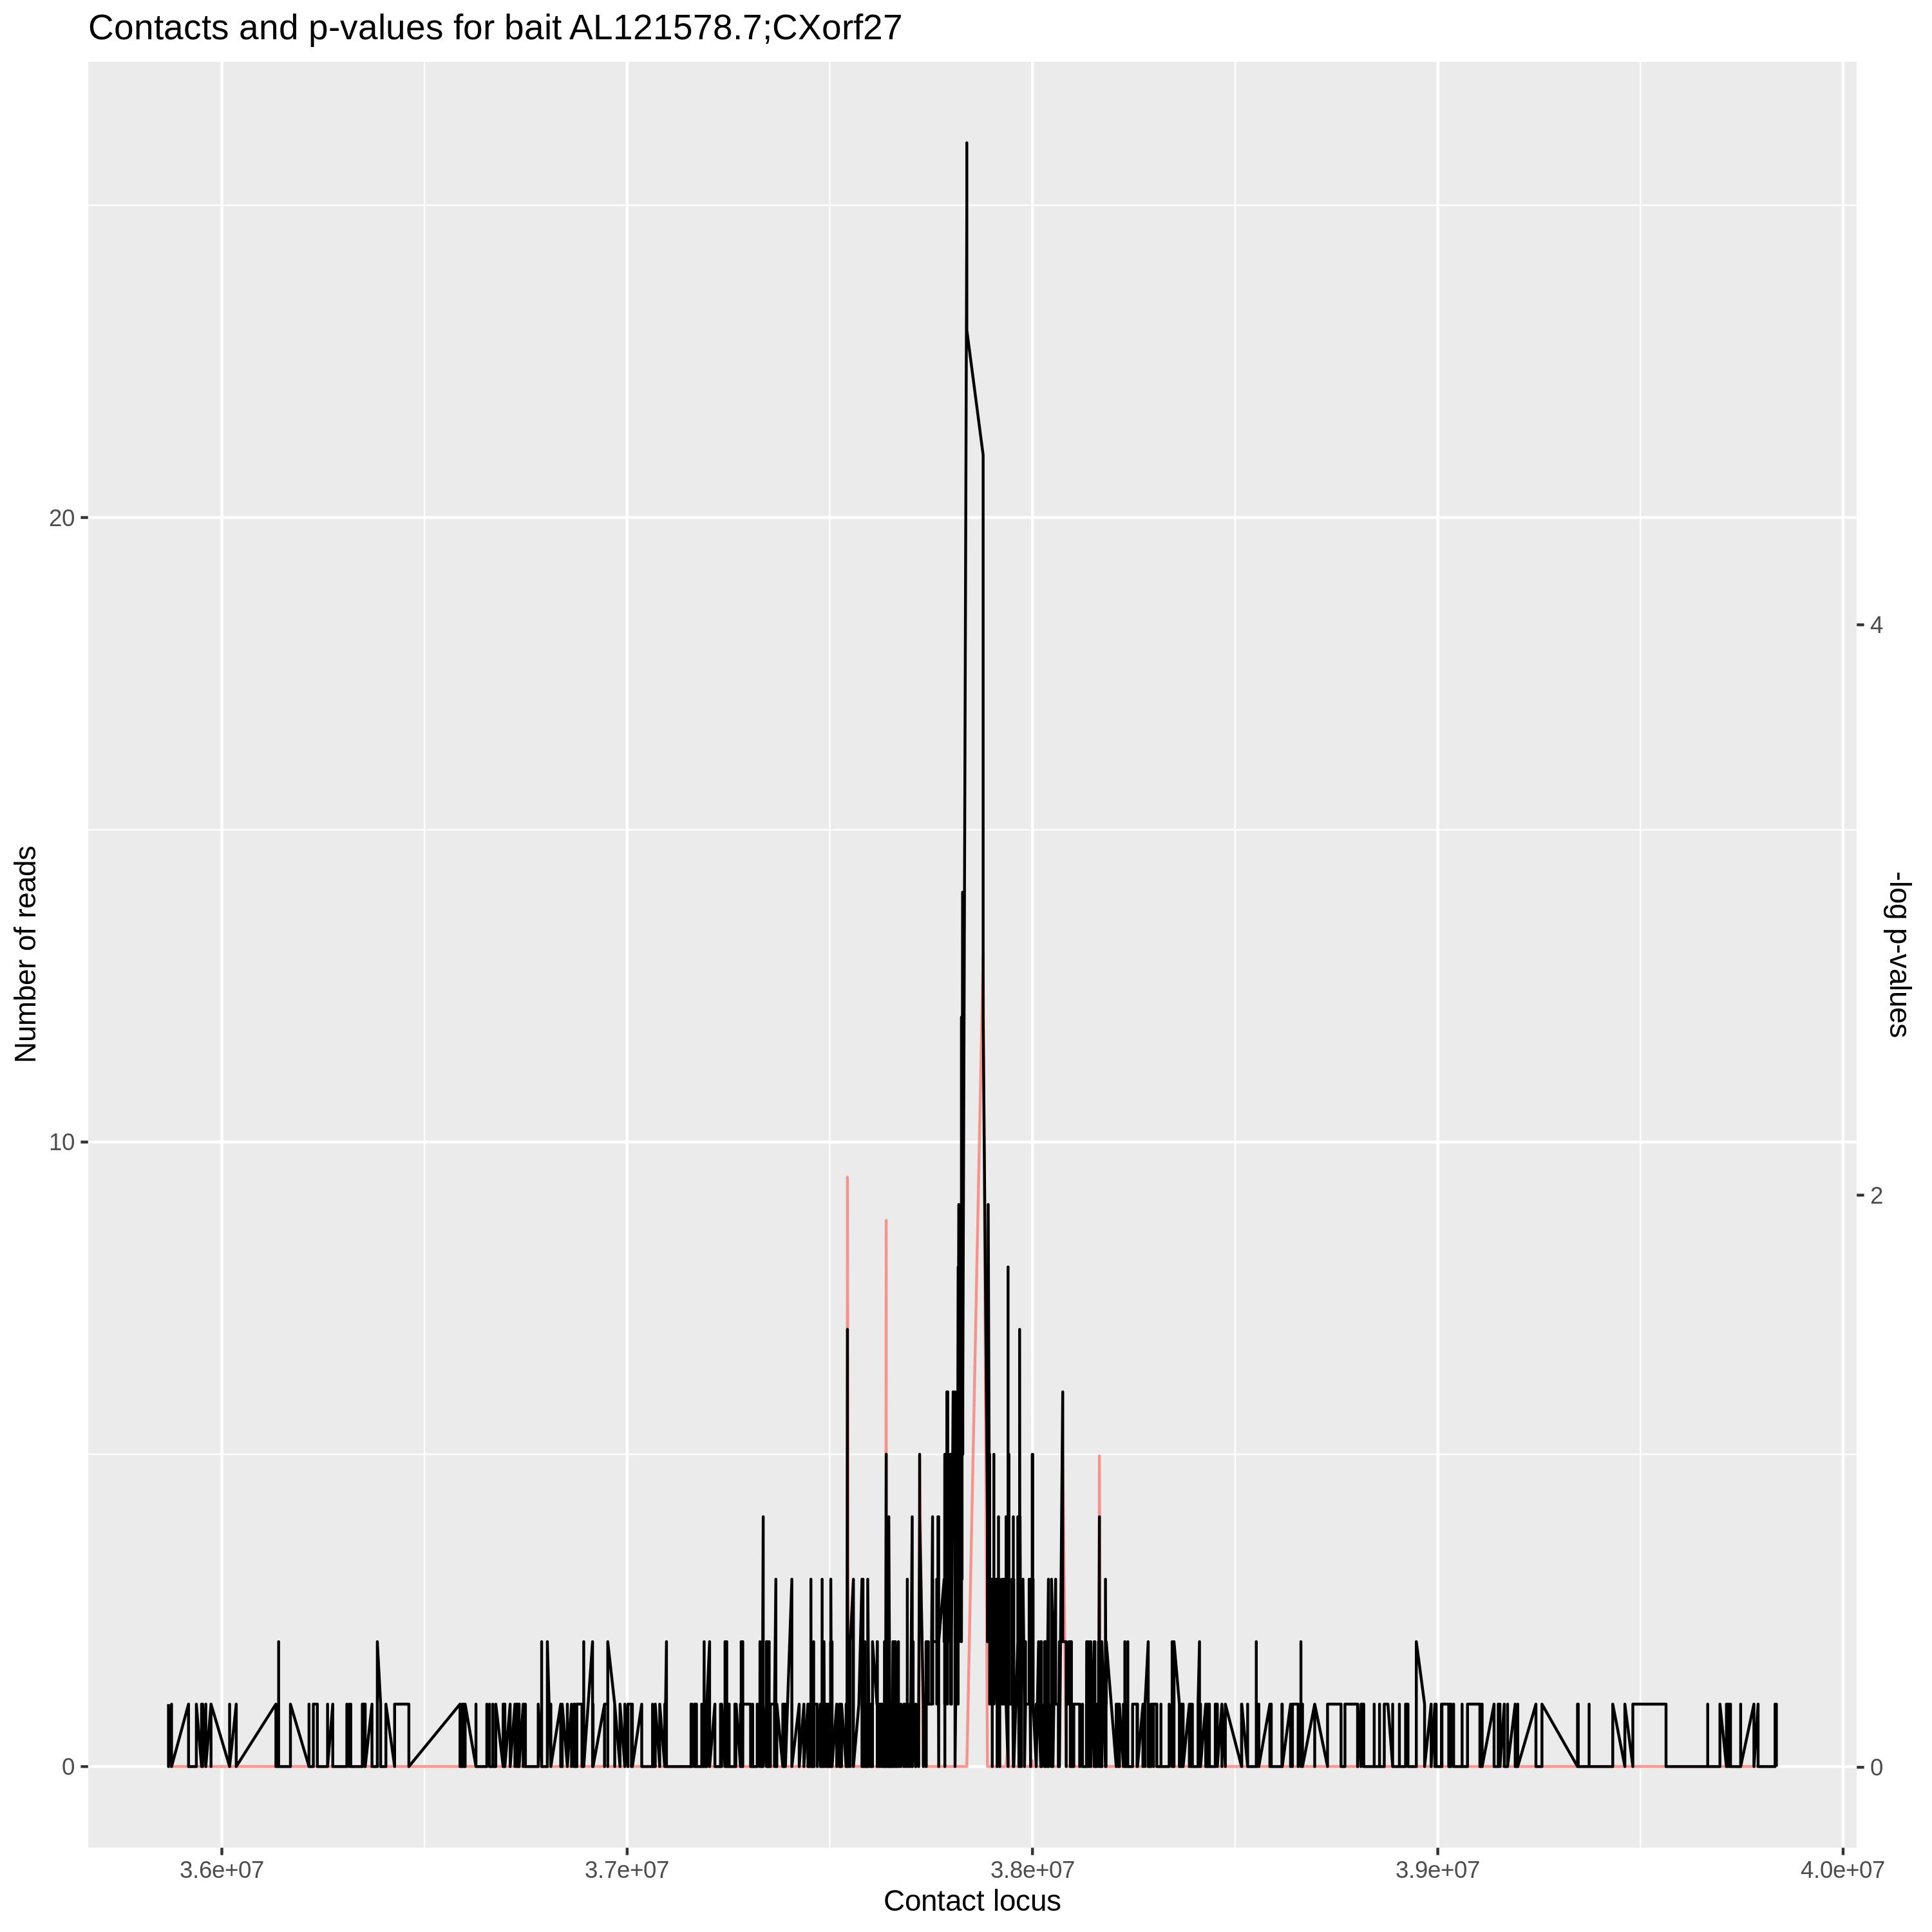 Contacts and p-values for bait AL121578.7;CXorf27
Number of reads
20
10
0
4
2
0
-log p-values
3.6e+07
3.7e+07
3.8e+07
3.9e+07
4.0e+07
Contact locus